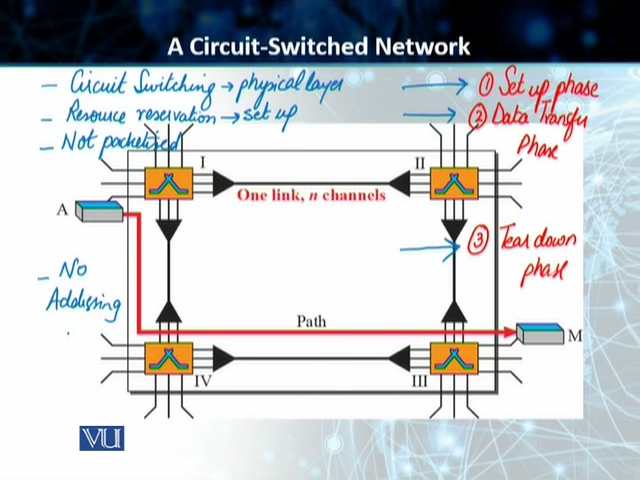 A Circuit-Switched Network
– Circuit Switching → physical layer
– Resource reservation → set up
– Not packetized
① Set up phase
② Data Transfer
Phase
I
II
One link, n channels
A
③ Tear down
phase
– No
Addressing
Path
M
IV
III
VU